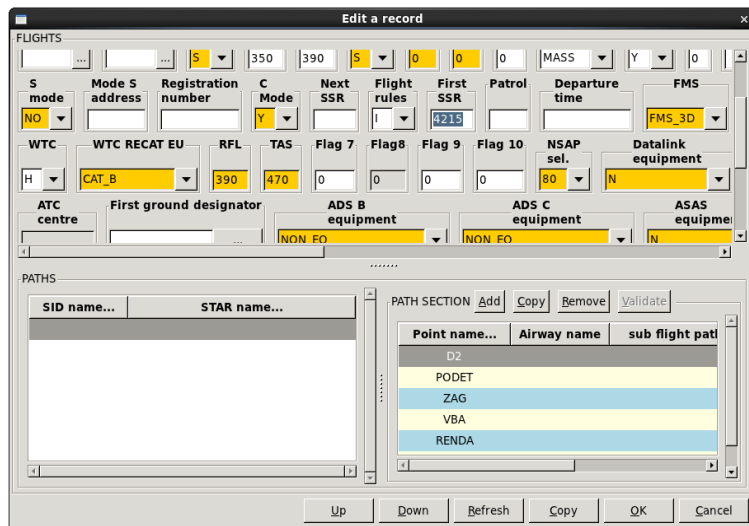 Edit a record
FLIGHTS
... ... S 350 390 S 0 0 0 MASS Y 0
S mode Mode S address Registration number C Mode Next SSR Flight rules First SSR Patrol Departure time FMS
NO Y I 4215 FMS_3D
WTC WTC RECAT EU RFL TAS Flag 7 Flag8 Flag 9 Flag 10 NSAP sel. Datalink equipment
H CAT_B 390 470 0 0 0 0 80 N
ATC centre First ground designator ADS B equipment ADS C equipment ASAS equipmer
... NON_EQ NON_EQ N
PATHS
SID name... STAR name...
PATH SECTION Add Copy Remove Validate
Point name... Airway name sub flight path
D2
PODET
ZAG
VBA
RENDA
Up Down Refresh Copy OK Cancel